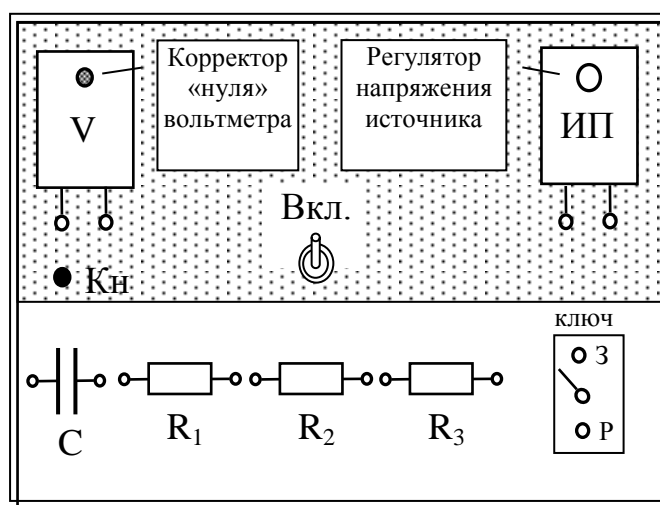 V
Корректор
«нуля»
вольтметра
Регулятор
напряжения
источника
ИП
Вкл.
Кн
ключ
З
Р
C
R1
R2
R3